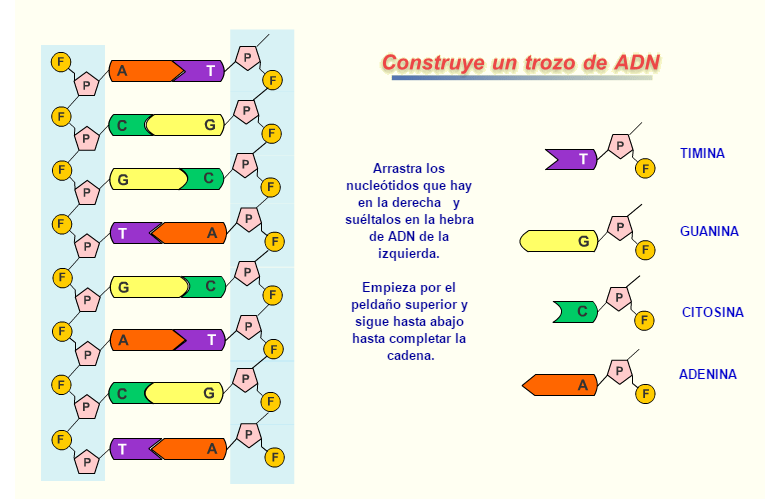 Construye un trozo de ADN
F
P
A T
P
F
F
P
C G
P
F
F
P
G C
P
F
F
P
T A
P
F
F
P
G C
P
F
F
P
A T
P
F
F
P
C G
P
F
F
P
T A
P
F
Arrastra los
nucleótidos que hay
en la derecha y
suéltalos en la hebra
de ADN de la
izquierda.
Empieza por el
peldaño superior y
sigue hasta abajo
hasta completar la
cadena.
T P F TIMINA
G P F GUANINA
C P F CITOSINA
A P F ADENINA